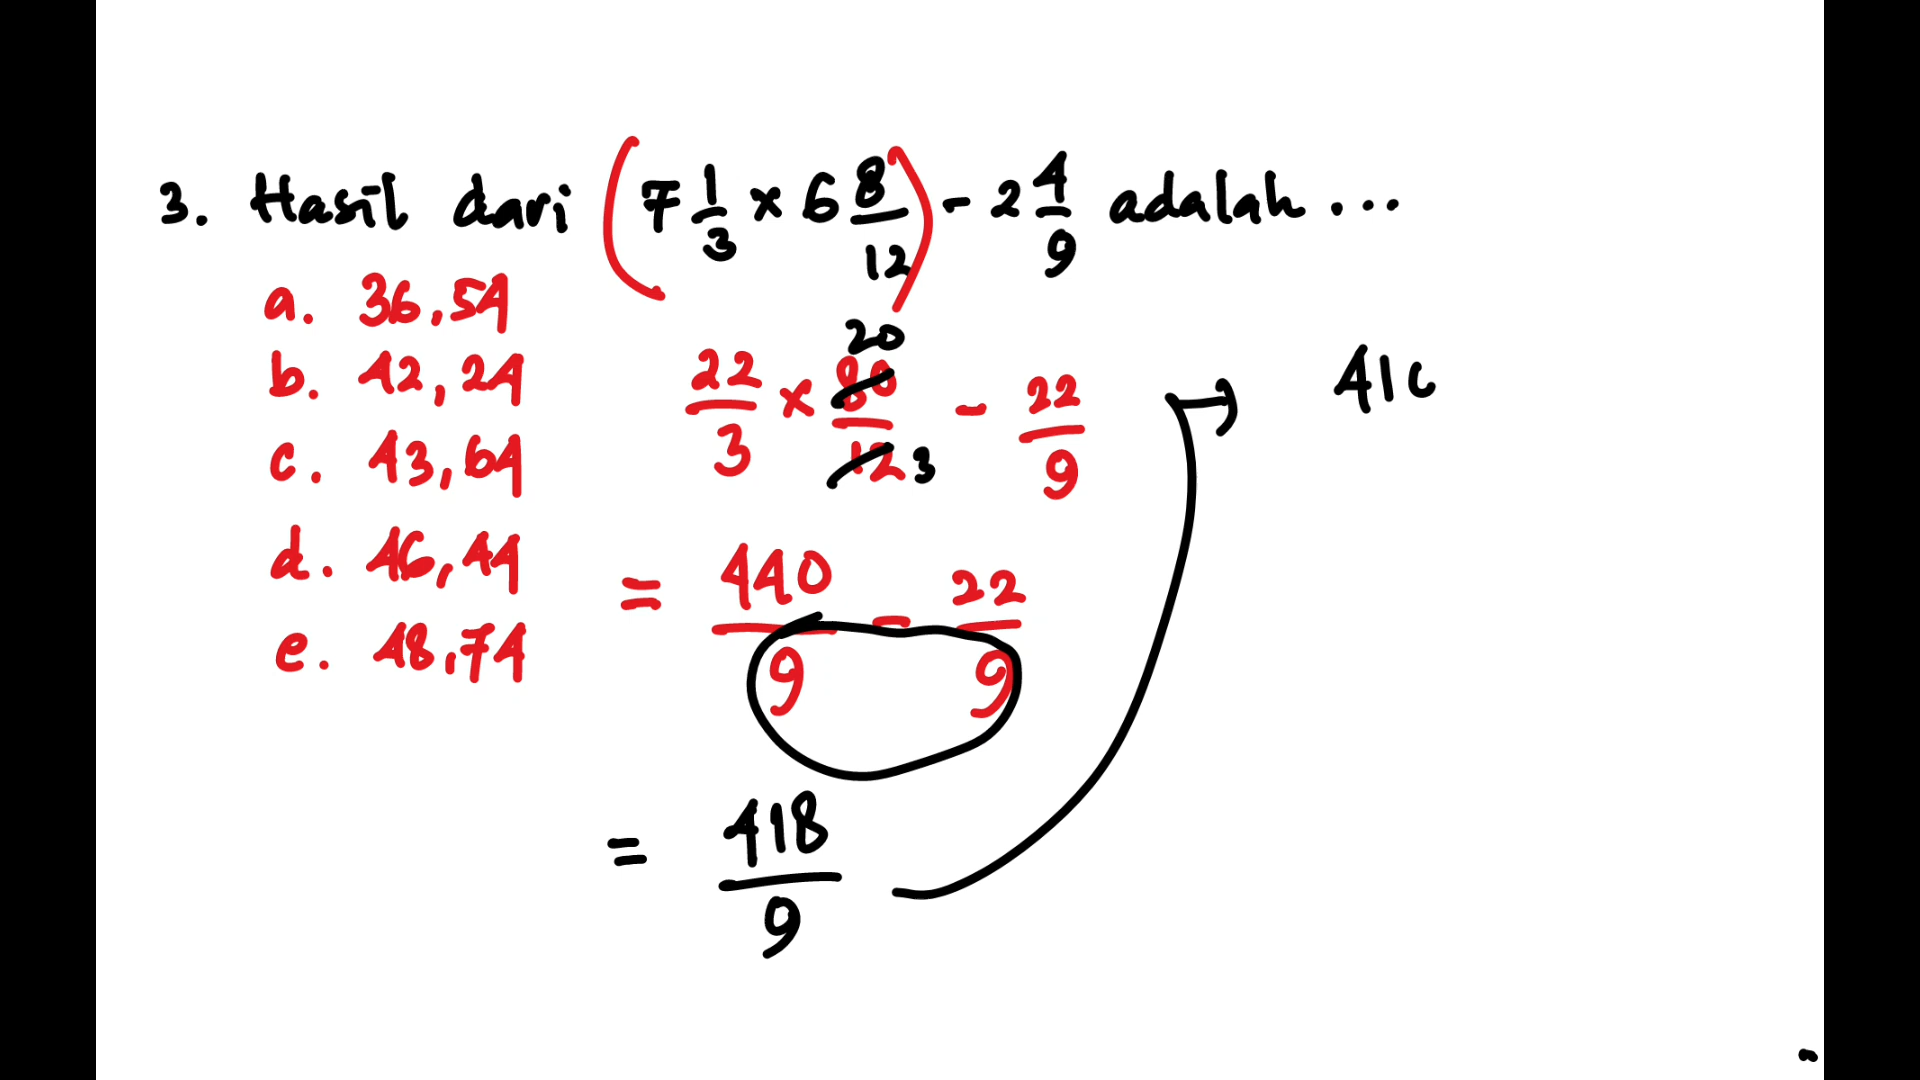 3. Hasil dari (7 1/3 × 6 8/12) - 2 4/9 adalah ...
a. 36,54
b. 42,24
c. 43,64
d. 46,44
e. 48,74
20
22/3 × 80/12 3 - 22/9
= 440/9 - 22/9
= 418/9